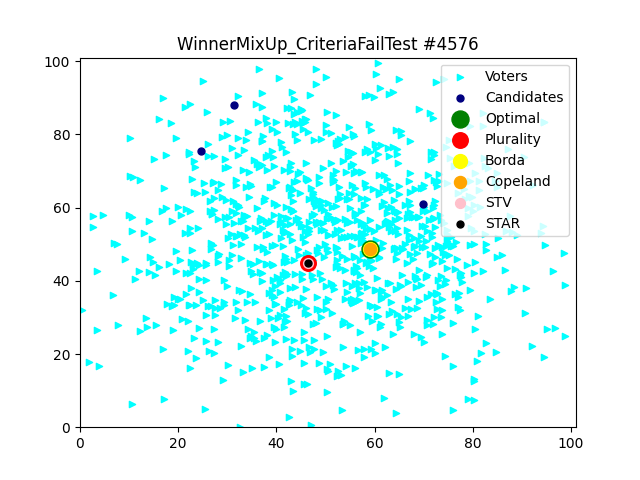 WinnerMixUp_CriteriaFailTest #4576
100
80
60
40
20
0
0 20 40 60 80 100
Voters
Candidates
Optimal
Plurality
Borda
Copeland
STV
STAR